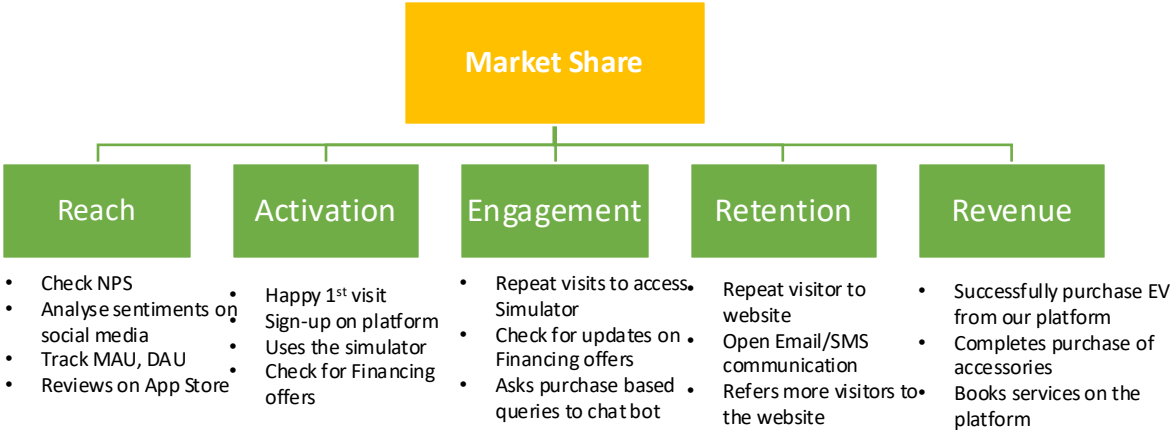 Market Share
Reach
• Check NPS
• Analyse sentiments on
social media
• Track MAU, DAU
• Reviews on App Store
Activation
• Happy 1st visit
• Sign-up on platform
• Uses the simulator
• Check for Financing
offers
Engagement
• Repeat visits to access
Simulator
• Check for updates on
Financing offers
• Asks purchase based
queries to chat bot
Retention
• Repeat visitor to
website
• Open Email/SMS
communication
• Refers more visitors to
the website
Revenue
• Successfully purchase EV
from our platform
• Completes purchase of
accessories
• Books services on the
platform